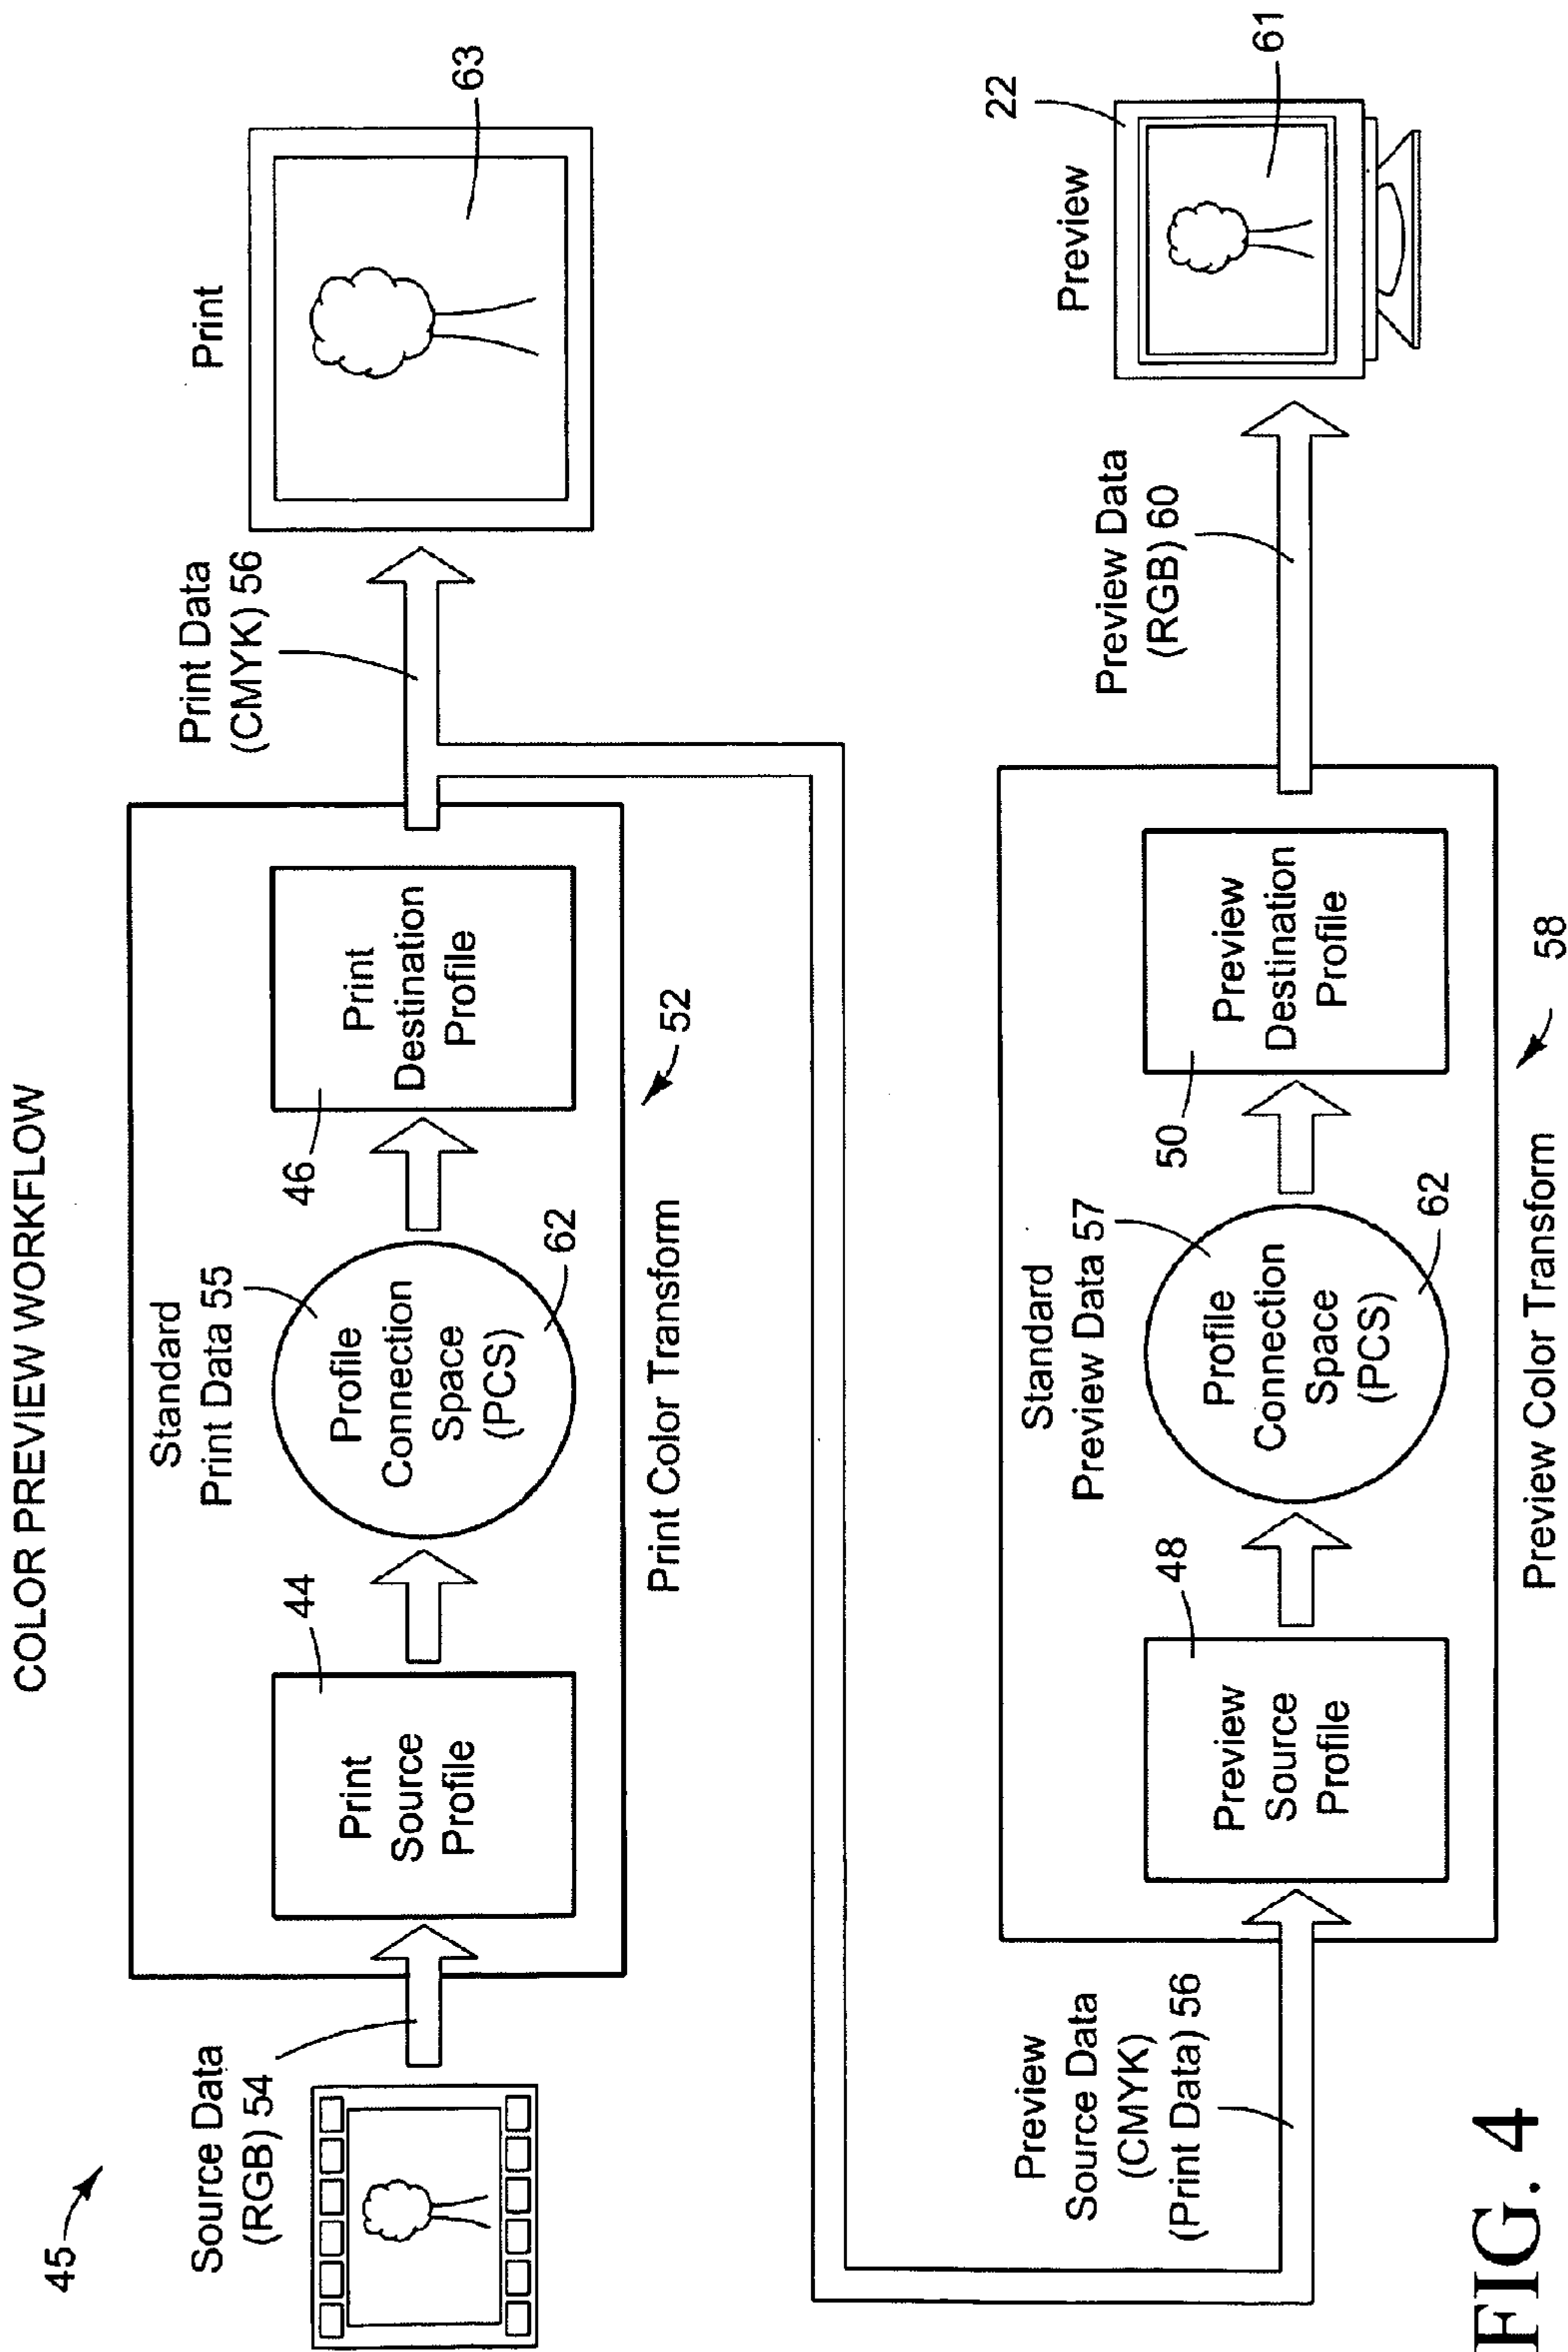 COLOR PREVIEW WORKFLOW
45
Source Data
(RGB) 54
44
Print
Source
Profile
Standard
Print Data 55
Profile
Connection
Space
(PCS)
62
46
Print
Destination
Profile
Print Color Transform
52
Print Data
(CMYK) 56
Print
63
Preview
Source Data
(CMYK)
(Print Data) 56
48
Preview
Source
Profile
Standard
Preview Data 57
Profile
Connection
Space
(PCS)
62
50
Preview
Destination
Profile
Preview Color Transform
58
Preview Data
(RGB) 60
Preview
22
61
FIG. 4